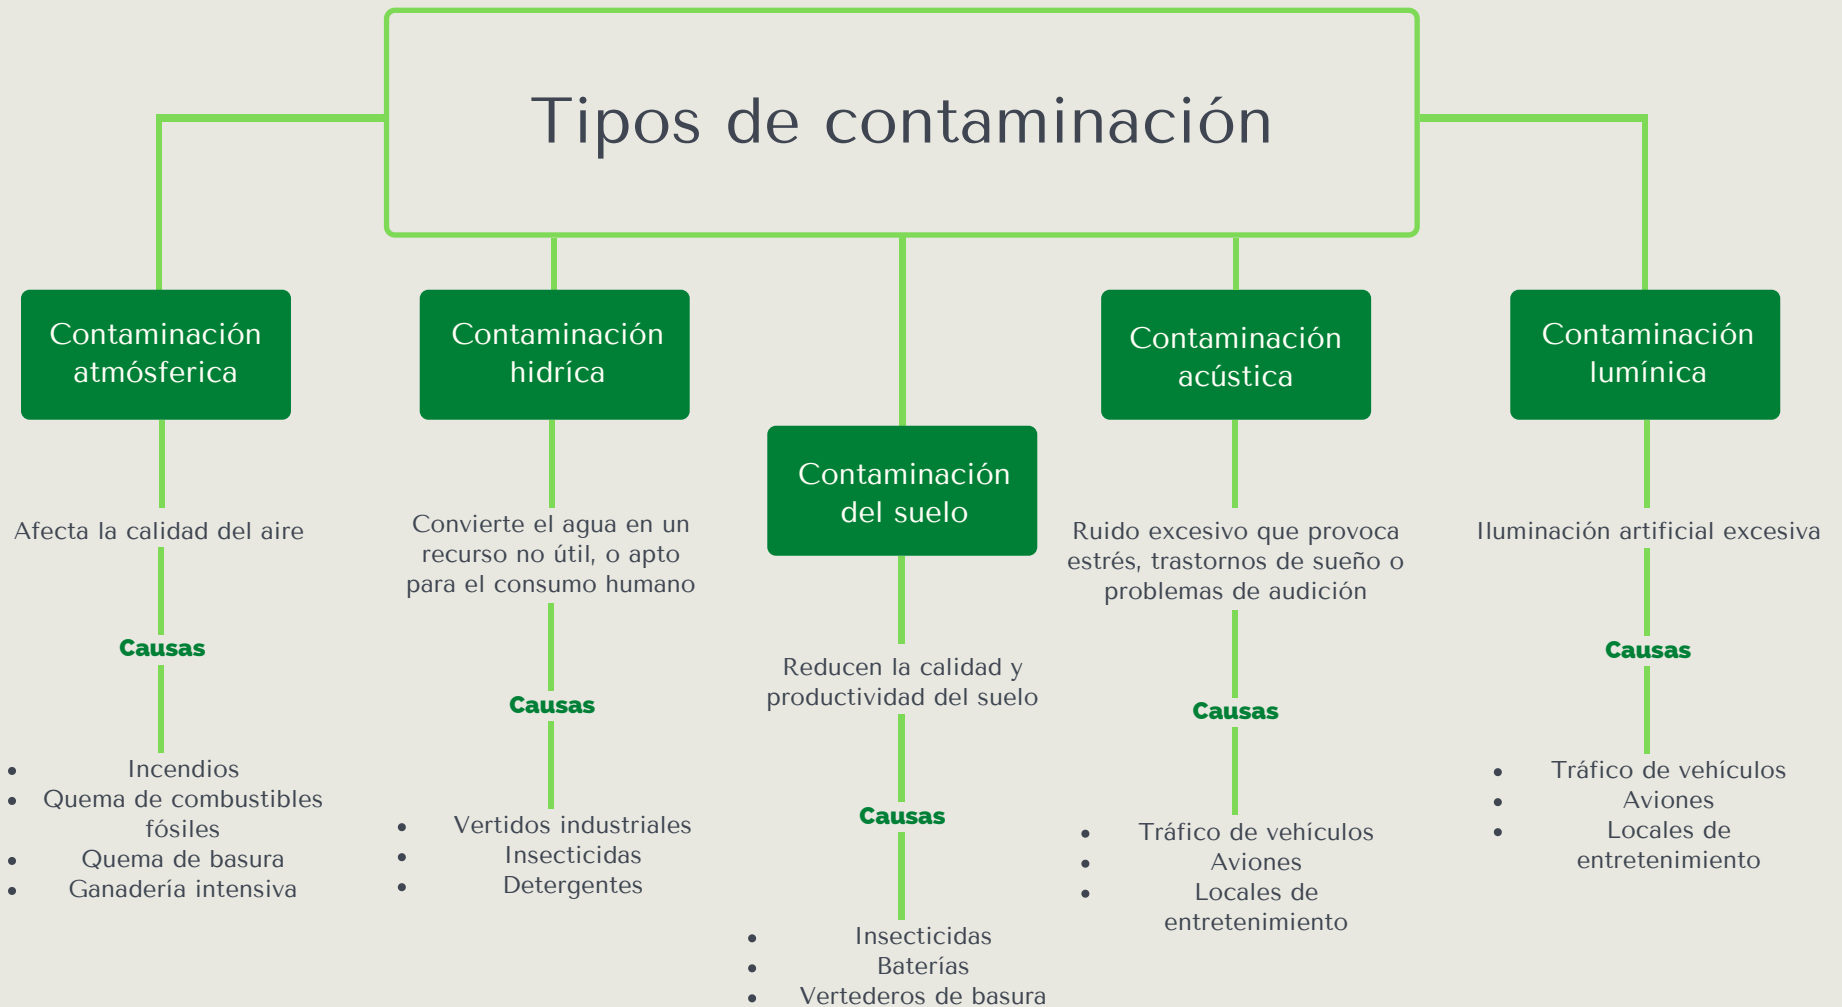 Tipos de contaminación
Contaminación
atmósferica
Afecta la calidad del aire
Causas
Incendios
Quema de combustibles
fósiles
Quema de basura
Ganadería intensiva
Contaminación
hidríca
Convierte el agua en un
recurso no útil, o apto
para el consumo humano
Causas
Vertidos industriales
Insecticidas
Detergentes
Contaminación
del suelo
Reducen la calidad y
productividad del suelo
Causas
Insecticidas
Baterías
Vertederos de basura
Contaminación
acústica
Ruido excesivo que provoca
estrés, trastornos de sueño o
problemas de audición
Causas
Tráfico de vehículos
Aviones
Locales de
entretenimiento
Contaminación
lumínica
Iluminación artificial excesiva
Causas
Tráfico de vehículos
Aviones
Locales de
entretenimiento